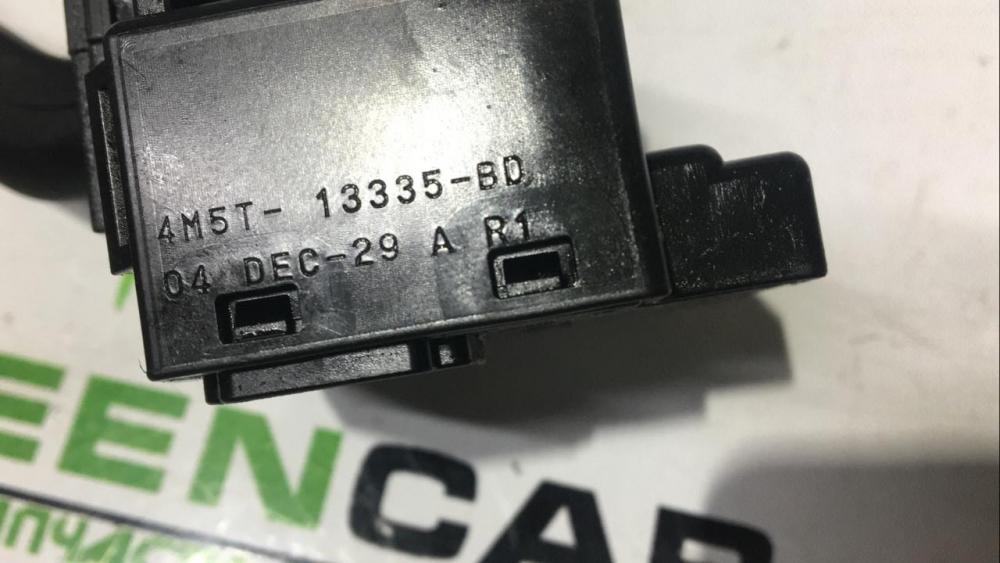 4M5T- 13335-BD
04 DEC-29 A R1
EENCAR